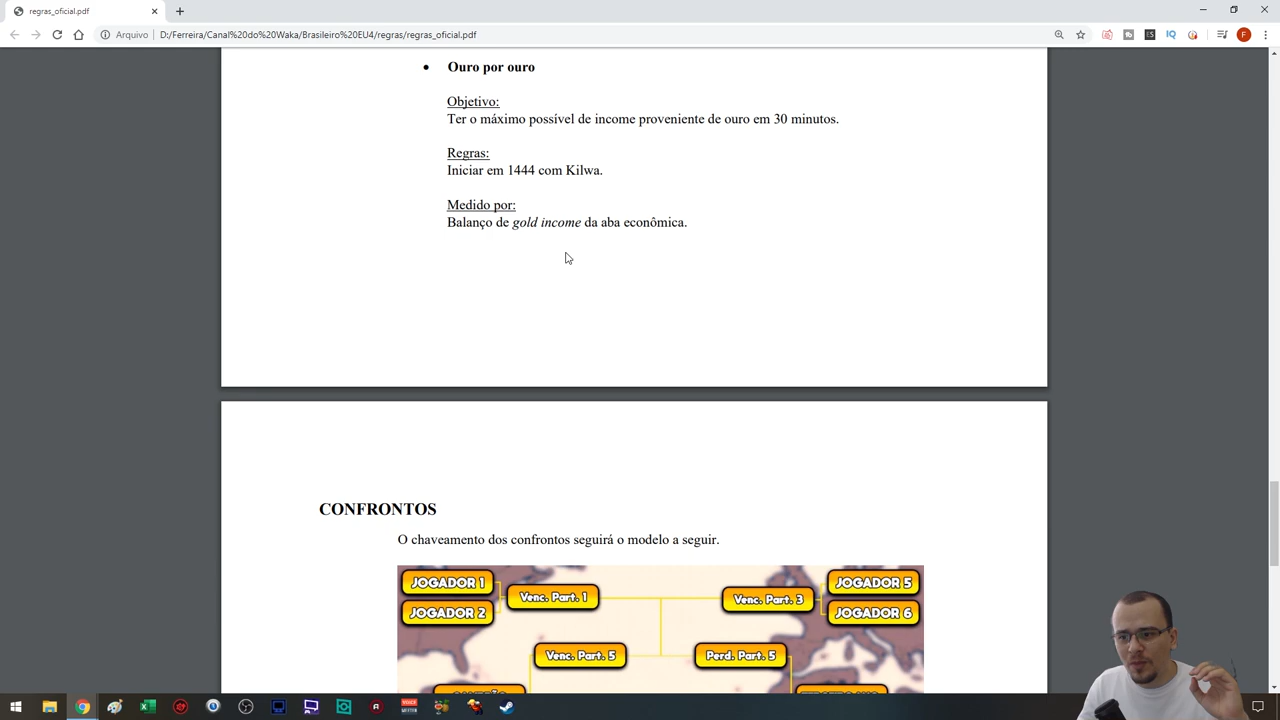 regras_oficial.pdf
Arquivo
D:/Ferreira/Canal%20do%20Waka/Brasileiro%20EU4/regras/regras_oficial.pdf
Ouro por ouro
Objetivo:
Ter o máximo possível de income proveniente de ouro em 30 minutos.
Regras:
Iniciar em 1444 com Kilwa.
Medido por:
Balanço de gold income da aba econômica.
CONFRONTOS
O chaveamento dos confrontos seguirá o modelo a seguir.
JOGADOR 1
JOGADOR 2
Venc. Part. 1
Venc. Part. 3
JOGADOR 5
JOGADOR 6
Venc. Part. 5
Perd. Part. 5